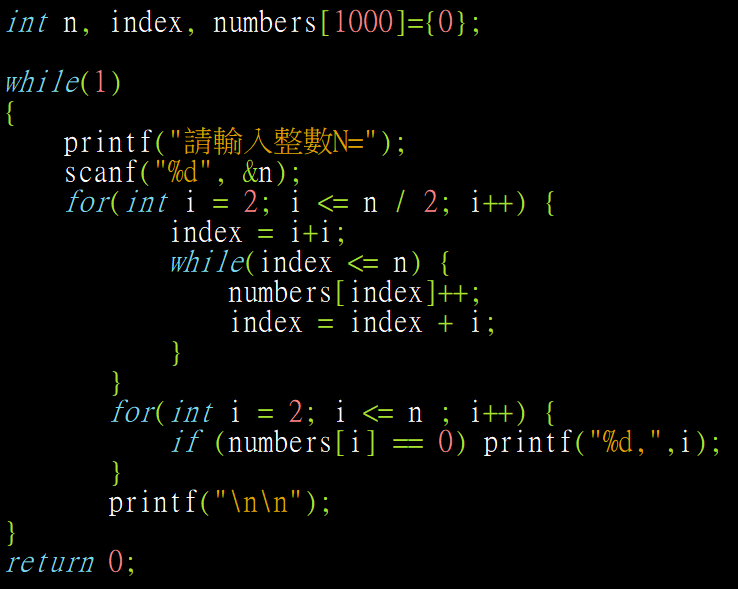 int n, index, numbers[1000]={0};

while(1)
{
    printf("請輸入整數N=");
    scanf("%d", &n);
    for(int i = 2; i <= n / 2; i++) {
           index = i+i;
           while(index <= n) {
               numbers[index]++;
               index = index + i;
           }
       }
       for(int i = 2; i <= n ; i++) {
           if (numbers[i] == 0) printf("%d,",i);
       }
       printf("\n\n");
}
return 0;